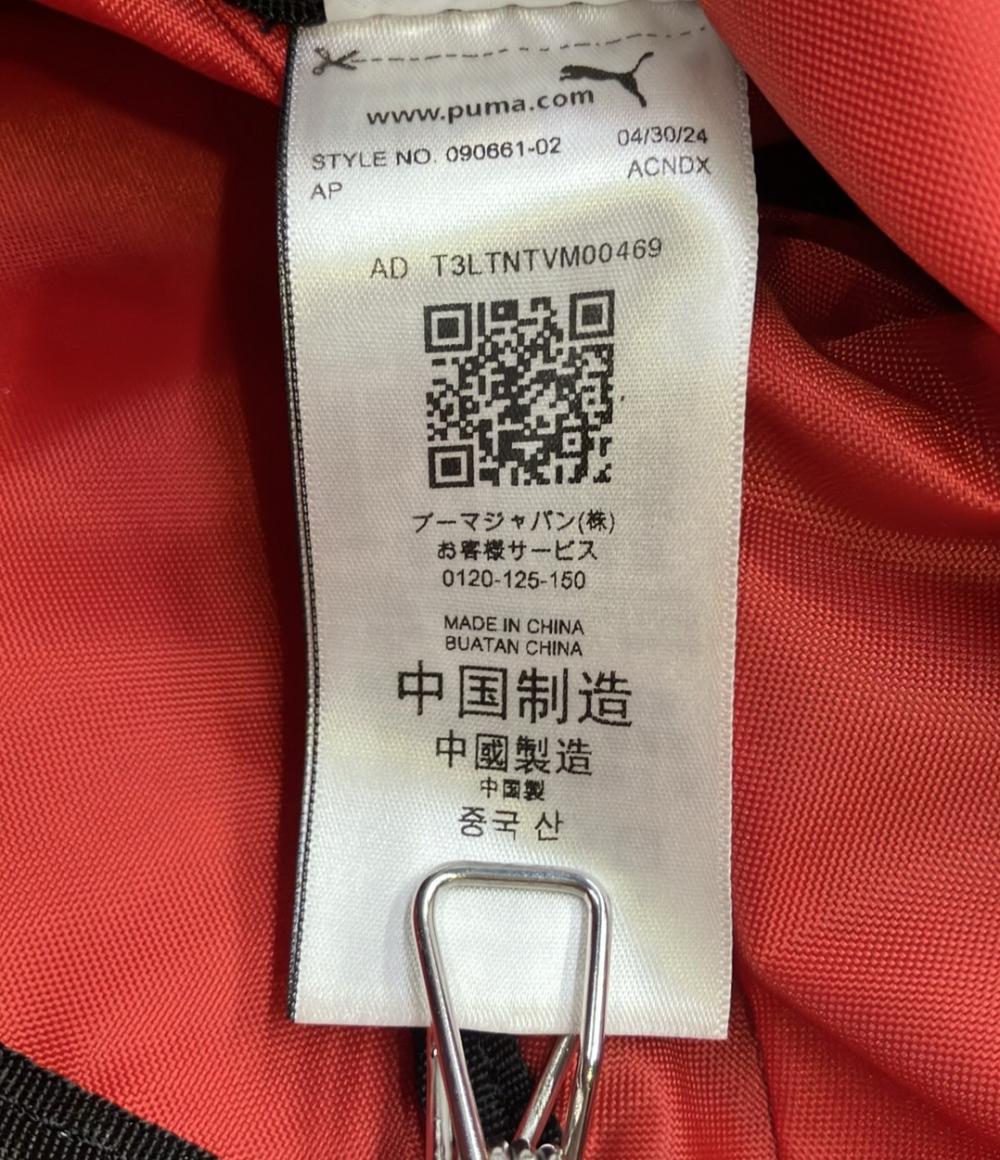 www.puma.com
STYLE NO. 090661-02 04/30/24
AP ACNDX
AD T3LTNTVM00469
プーマジャパン(株)
お客様サービス
0120-125-150
MADE IN CHINA
BUATAN CHINA
中国制造
中國製造
中国製
중국 산